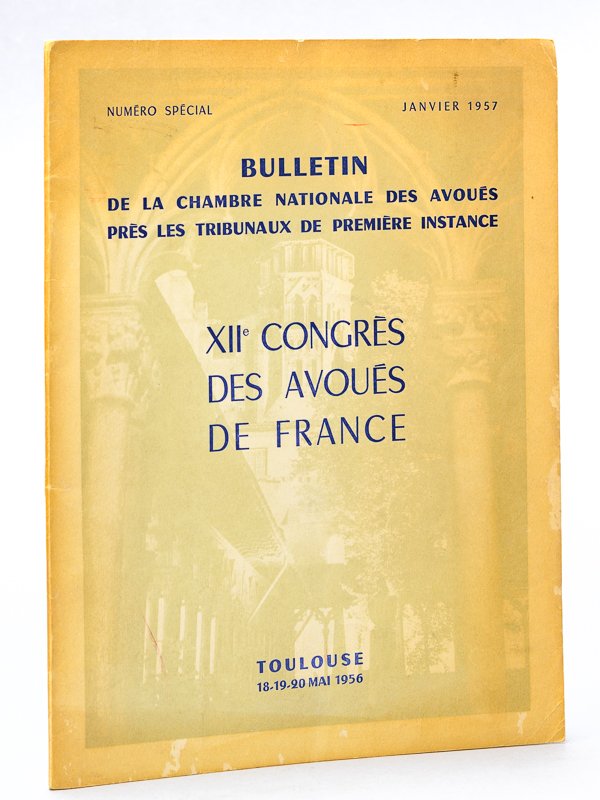 NUMÉRO SPÉCIAL
JANVIER 1957
BULLETIN
DE LA CHAMBRE NATIONALE DES AVOUÉS
PRÈS LES TRIBUNAUX DE PREMIÈRE INSTANCE
XIIe CONGRÈS
DES AVOUÉS
DE FRANCE
TOULOUSE
18-19-20 MAI 1956